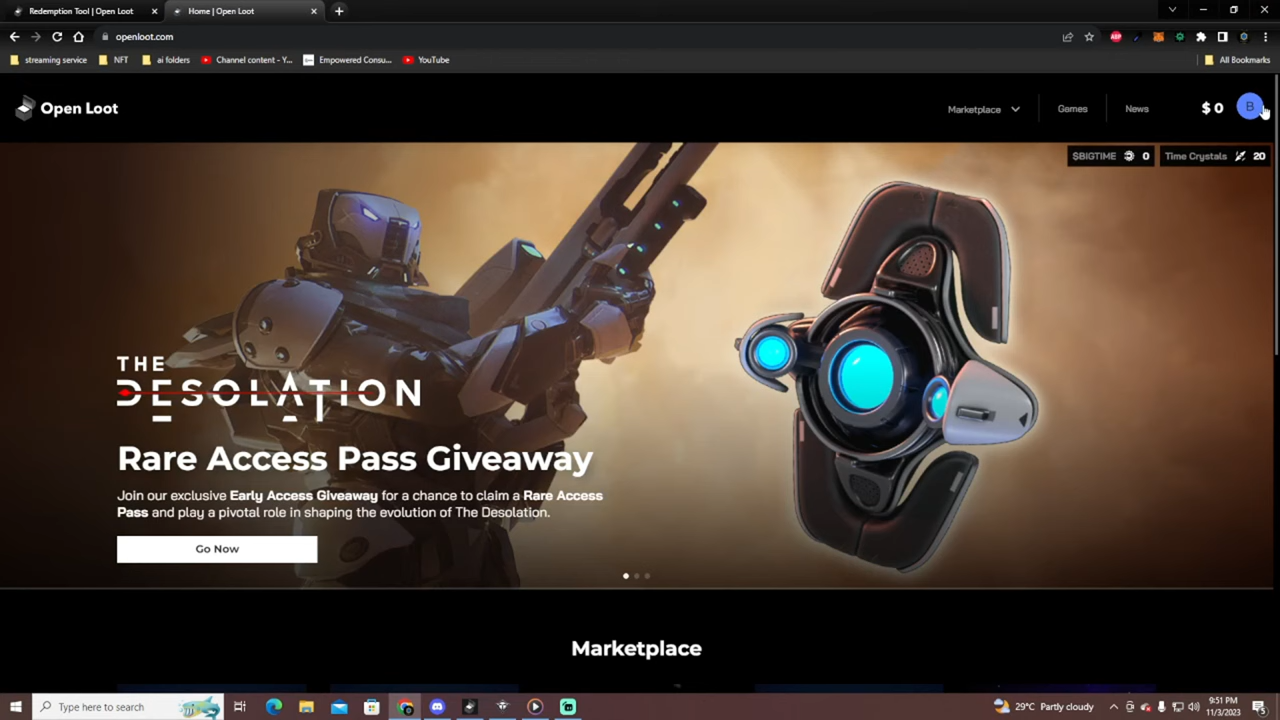 Redemption Tool | Open Loot
Home | Open Loot
openloot.com
ABP
streaming service
NFT
ai folders
Channel content - Y...
Empowered Consu...
YouTube
All Bookmarks
Open Loot
Marketplace
Games
News
$ 0
B
$BIGTIME 0
Time Crystals 20
THE
DESOLATION
Rare Access Pass Giveaway
Join our exclusive Early Access Giveaway for a chance to claim a Rare Access
Pass and play a pivotal role in shaping the evolution of The Desolation.
Go Now
Marketplace
Type here to search
29°C Partly cloudy
9:51 PM
11/3/2023
5